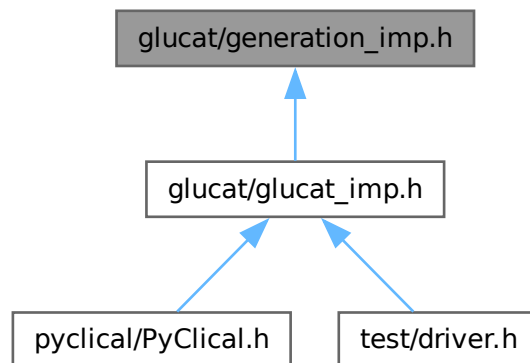 glucat/generation_imp.h
glucat/glucat_imp.h
pyclical/PyClical.h
test/driver.h